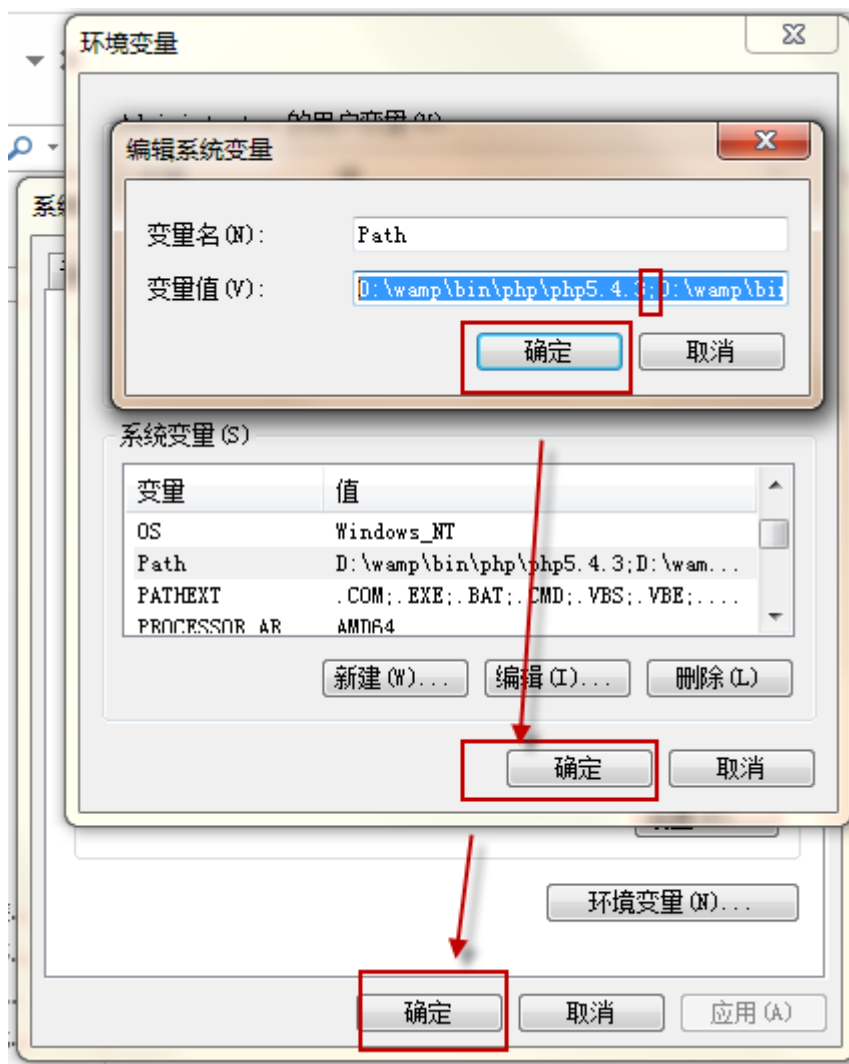 环境变量
编辑系统变量
系
变量名(N):
Path
变量值(V):
D:\wamp\bin\php\php5.4.3;D:\wamp\bi
确定
取消
系统变量(S)
变量
值
OS
Windows_NT
Path
D:\wamp\bin\php\php5.4.3;D:\wam...
PATHEXT
.COM;.EXE;.BAT;.CMD;.VBS;.VBE;....
PROCESSOR_AR
AMD64
新建(W)...
编辑(I)...
删除(L)
确定
取消
环境变量(N)...
确定
取消
应用(A)